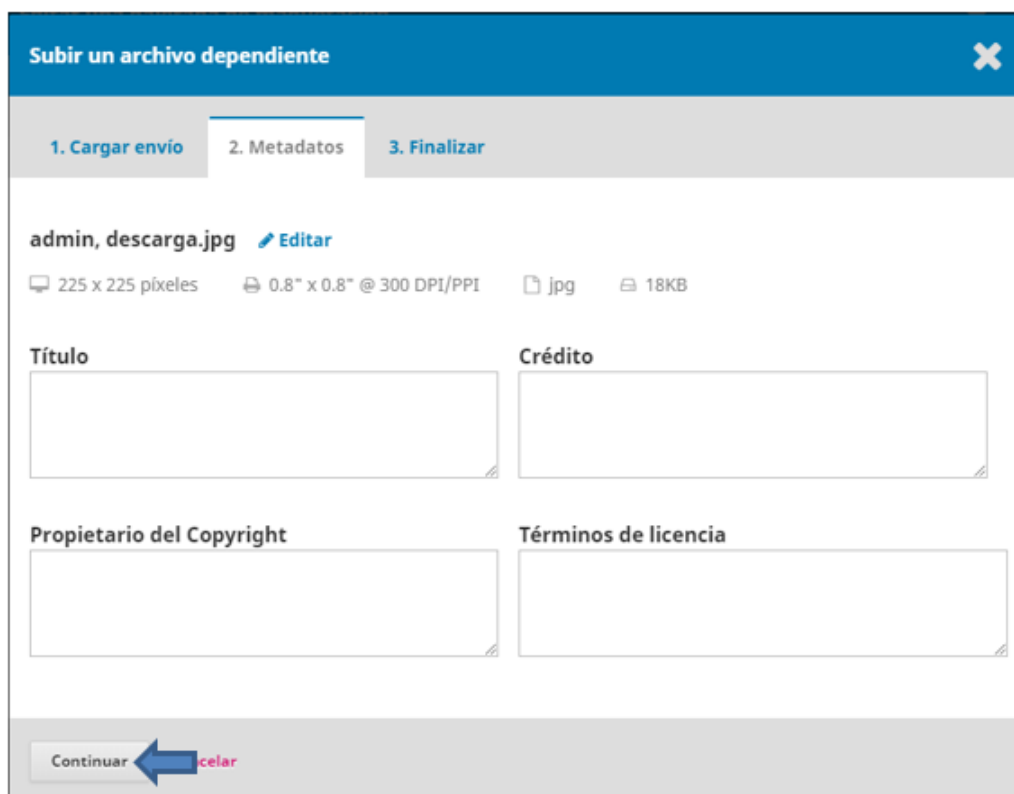 Subir un archivo dependiente
1. Cargar envío 2. Metadatos 3. Finalizar
admin, descarga.jpg Editar
225 x 225 píxeles 0.8" x 0.8" @ 300 DPI/PPI jpg 18KB
Título Crédito
Propietario del Copyright Términos de licencia
Continuar